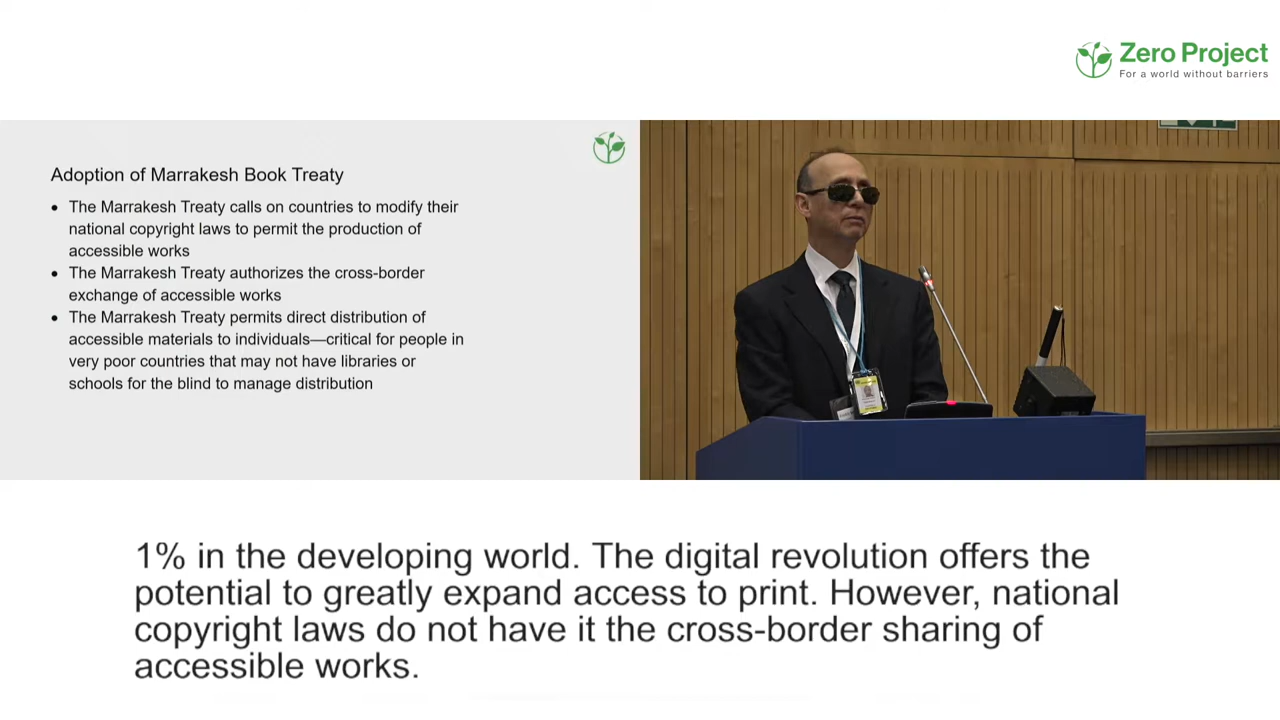 Zero Project
For a world without barriers
Adoption of Marrakesh Book Treaty
• The Marrakesh Treaty calls on countries to modify their
national copyright laws to permit the production of
accessible works
• The Marrakesh Treaty authorizes the cross-border
exchange of accessible works
• The Marrakesh Treaty permits direct distribution of
accessible materials to individuals—critical for people in
very poor countries that may not have libraries or
schools for the blind to manage distribution
1% in the developing world. The digital revolution offers the
potential to greatly expand access to print. However, national
copyright laws do not have it the cross-border sharing of
accessible works.